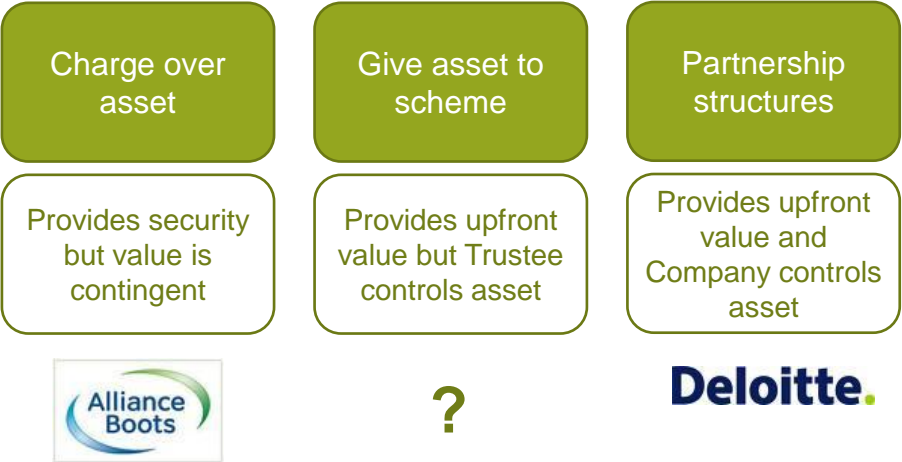 Charge over
asset
Give asset to
scheme
Partnership
structures
Provides security
but value is
contingent
Provides upfront
value but Trustee
controls asset
Provides upfront
value and
Company controls
asset
Alliance
Boots
?
Deloitte.